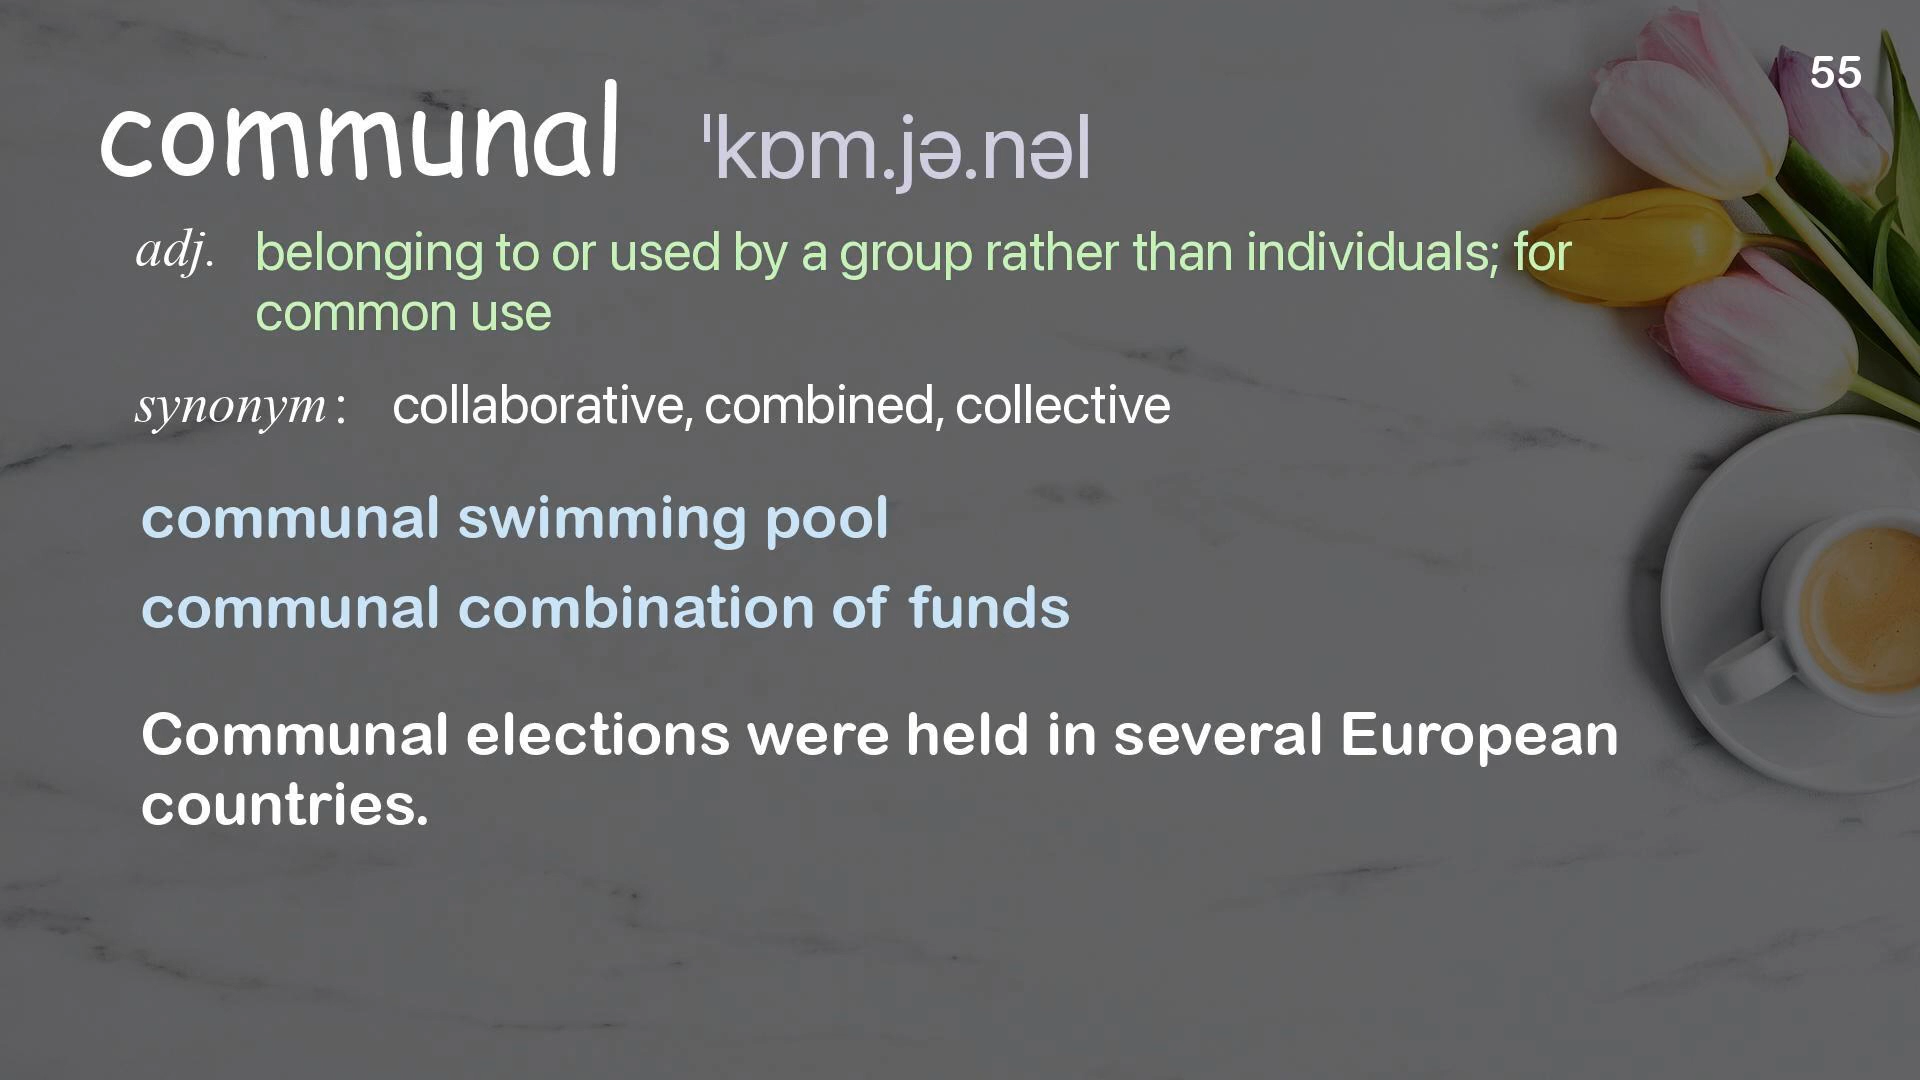 55
communal ˈkɒm.jə.nəl
adj. belonging to or used by a group rather than individuals; for
common use
synonym : collaborative, combined, collective
communal swimming pool
communal combination of funds
Communal elections were held in several European
countries.